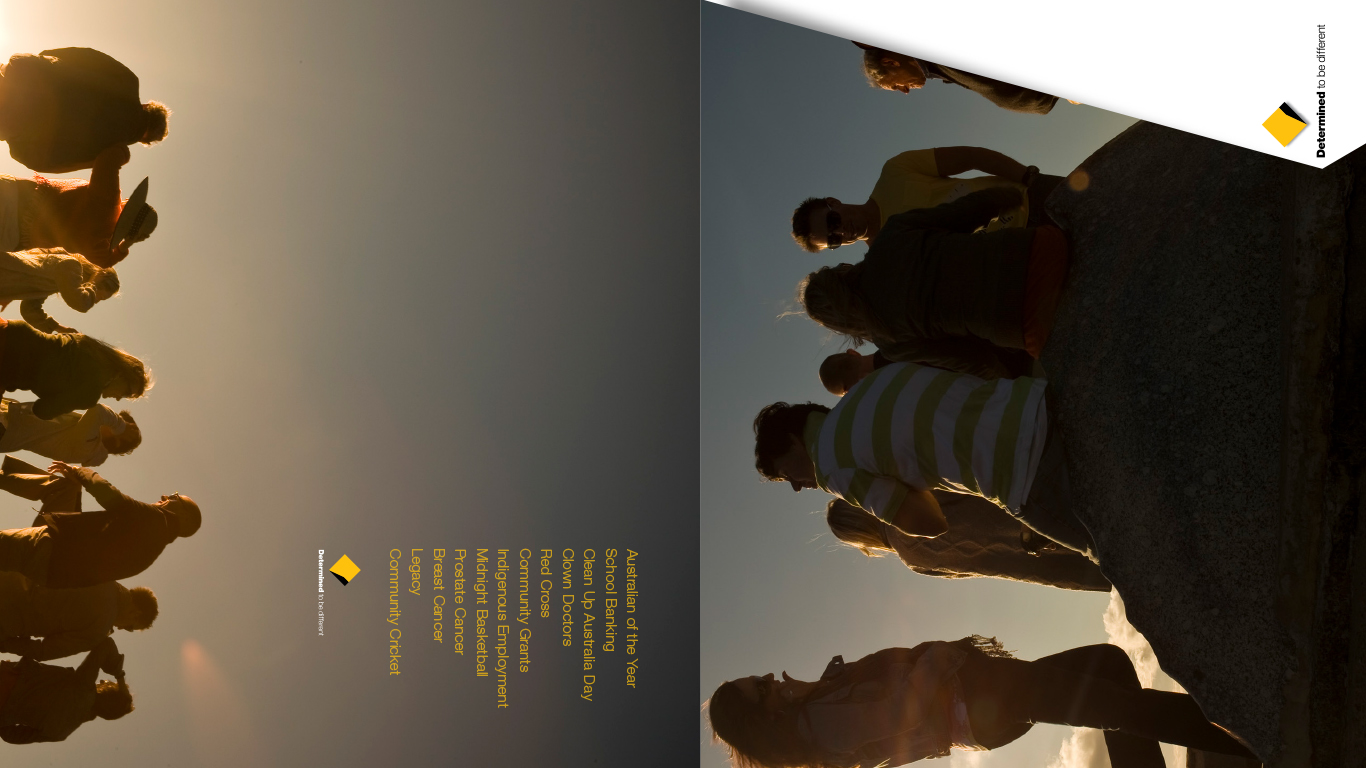 Australian of the Year
School Banking
Clean Up Australia Day
Clown Doctors
Red Cross
Community Grants
Indigenous Employment
Midnight Basketball
Prostate Cancer
Breast Cancer
Legacy
Community Cricket
Determined to be different
Determined to be different